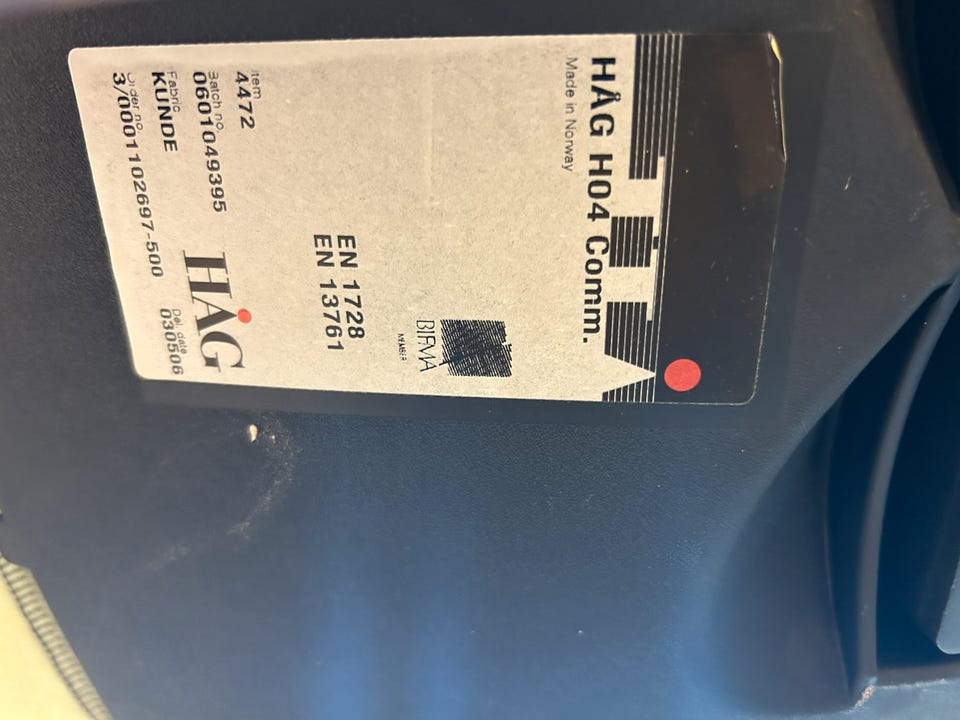 HÅG H04 Comm.
Made in Norway
BIFMA
MEMBER
EN 1728
EN 13761
Item
4472
Batch no.
0601049395
Fabric
KUNDE
Order no.
3/0001102697-500
HÅG
Del. date
030506